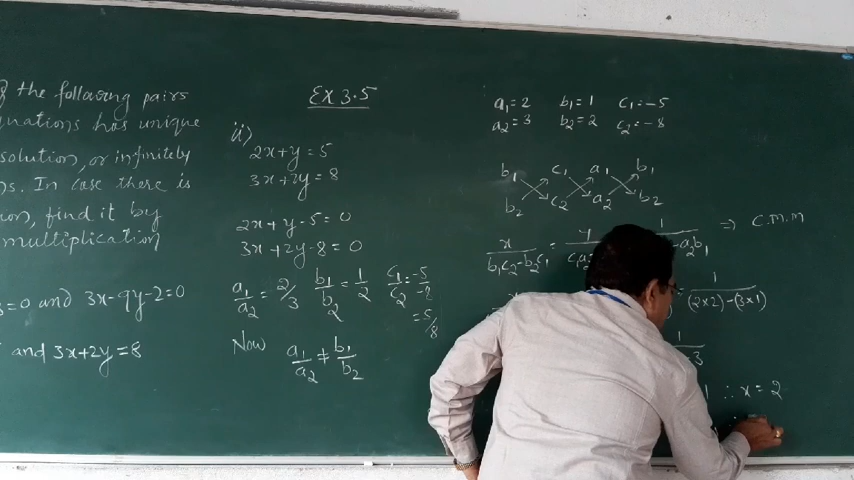 of the following pairs
equations has unique
solution, or infinitely
In case there is
find it by
multiplication
=0 and 3x-9y-2=0
and 3x+2y=8
Ex 3.5
ii)
2x+y=5
3x+2y=8
2x+y-5=0
3x+2y-8=0
a₁/a₂ = 2/3 b₁/b₂ = 1/2 c₁/c₂ = -5/-8
= 5/8
Now a₁/a₂ ≠ b₁/b₂
a₁=2 b₁=1 c₁=-5
a₂=3 b₂=2 c₂=-8
b₁ c₁ a₁ b₁
b₂ c₂ a₂ b₂
x/b₁c₂-b₂c₁ = y/c₁a₂ 1/-a₂b₁ ⇒ C.M.M
= 1/(2×2)-(3×1)
1/-3
1 ∴ x = 2